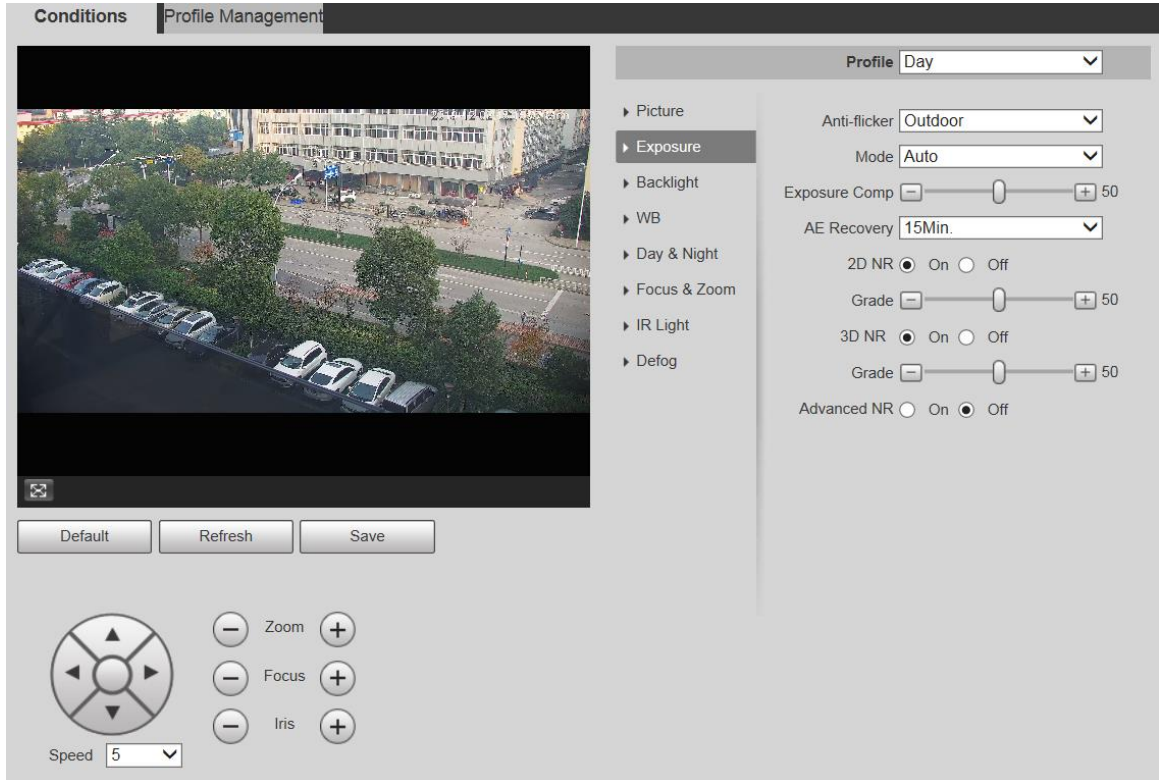 Conditions Profile Management
Profile Day
Picture
Exposure
Backlight
WB
Day & Night
Focus & Zoom
IR Light
Defog
Anti-flicker Outdoor
Mode Auto
Exposure Comp 50
AE Recovery 15Min.
2D NR On Off
Grade 50
3D NR On Off
Grade 50
Advanced NR On Off
Default Refresh Save
Zoom
Focus
Iris
Speed 5